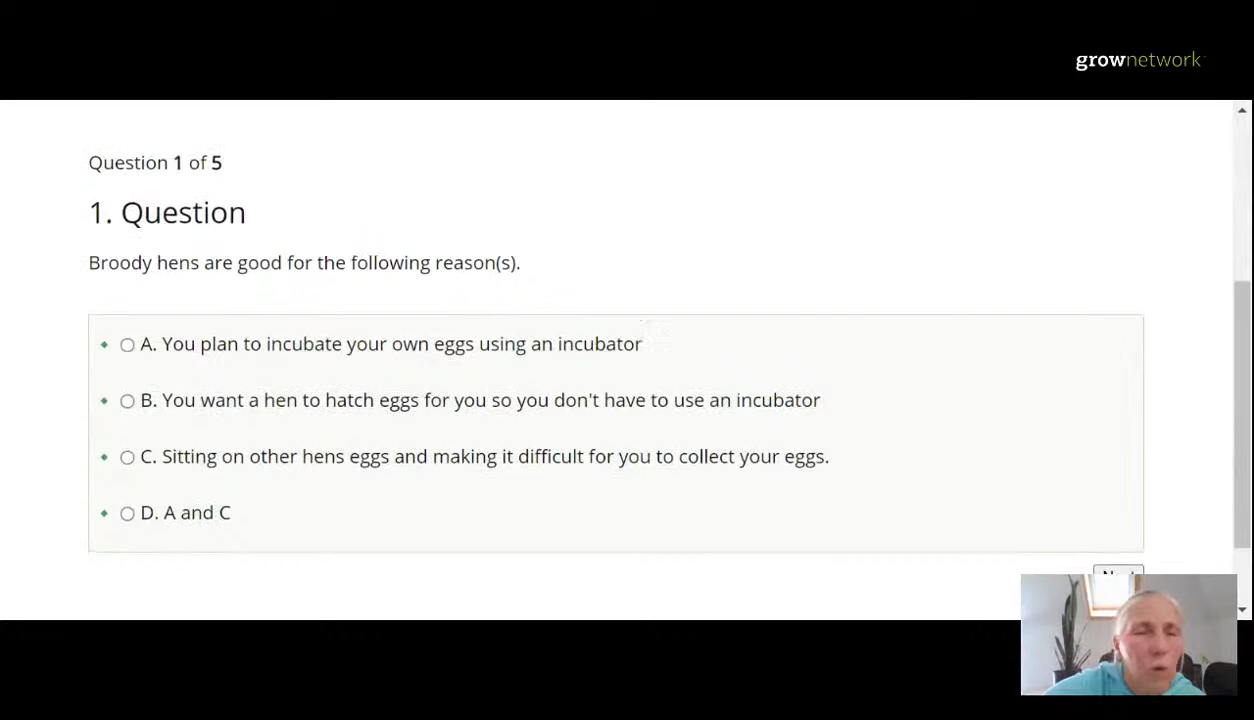 grownetwork
Question 1 of 5
1. Question
Broody hens are good for the following reason(s).
A. You plan to incubate your own eggs using an incubator
B. You want a hen to hatch eggs for you so you don't have to use an incubator
C. Sitting on other hens eggs and making it difficult for you to collect your eggs.
D. A and C